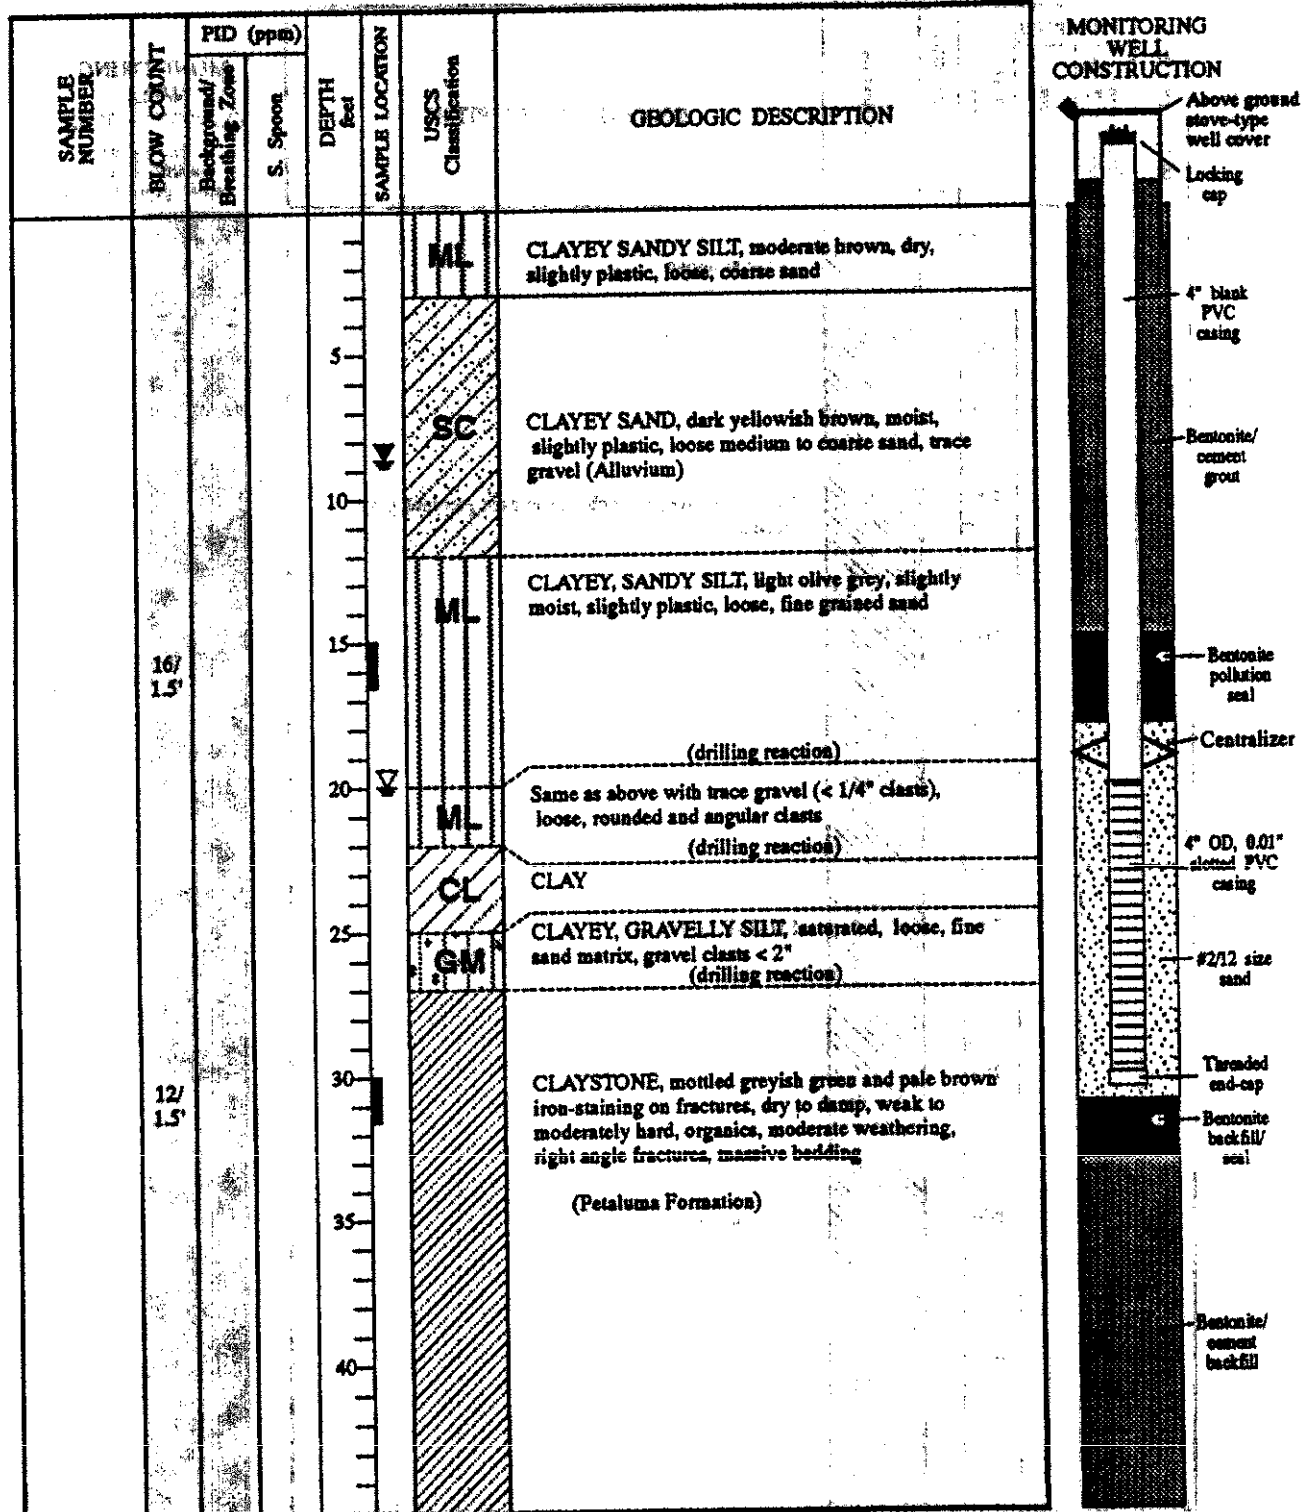 SAMPLE
NUMBER
BLOW COUNT
PID (ppm)
Background/
Breathing Zone
S. Spoon
DEPTH
feet
SAMPLE LOCATION
USCS
Classification
GEOLOGIC DESCRIPTION
MONITORING
WELL
CONSTRUCTION
Above ground
stove-type
well cover
Locking
cap
ML
CLAYEY SANDY SILT, moderate brown, dry,
slightly plastic, loose, coarse sand
4" blank
PVC
casing
5
SC
CLAYEY SAND, dark yellowish brown, moist,
slightly plastic, loose medium to coarse sand, trace
gravel (Alluvium)
Bentonite/
cement
grout
10
ML
CLAYEY, SANDY SILT, light olive grey, slightly
moist, slightly plastic, loose, fine grained sand
15
16/
1.5'
Bentonite
pollution
seal
(drilling reaction)
Centralizer
20
ML
Same as above with trace gravel (< 1/4" clasts),
loose, rounded and angular clasts
(drilling reaction)
4" OD, 0.01"
slotted PVC
casing
CL
CLAY
25
GM
CLAYEY, GRAVELLY SILT, saturated, loose, fine
sand matrix, gravel clasts < 2"
(drilling reaction)
#2/12 size
sand
30
12/
1.5'
CLAYSTONE, mottled greyish green and pale brown
iron-staining on fractures, dry to damp, weak to
moderately hard, organics, moderate weathering,
right angle fractures, massive bedding
(Petaluma Formation)
Threaded
end-cap
Bentonite
backfill/
seal
35
40
Bentonite/
cement
backfill